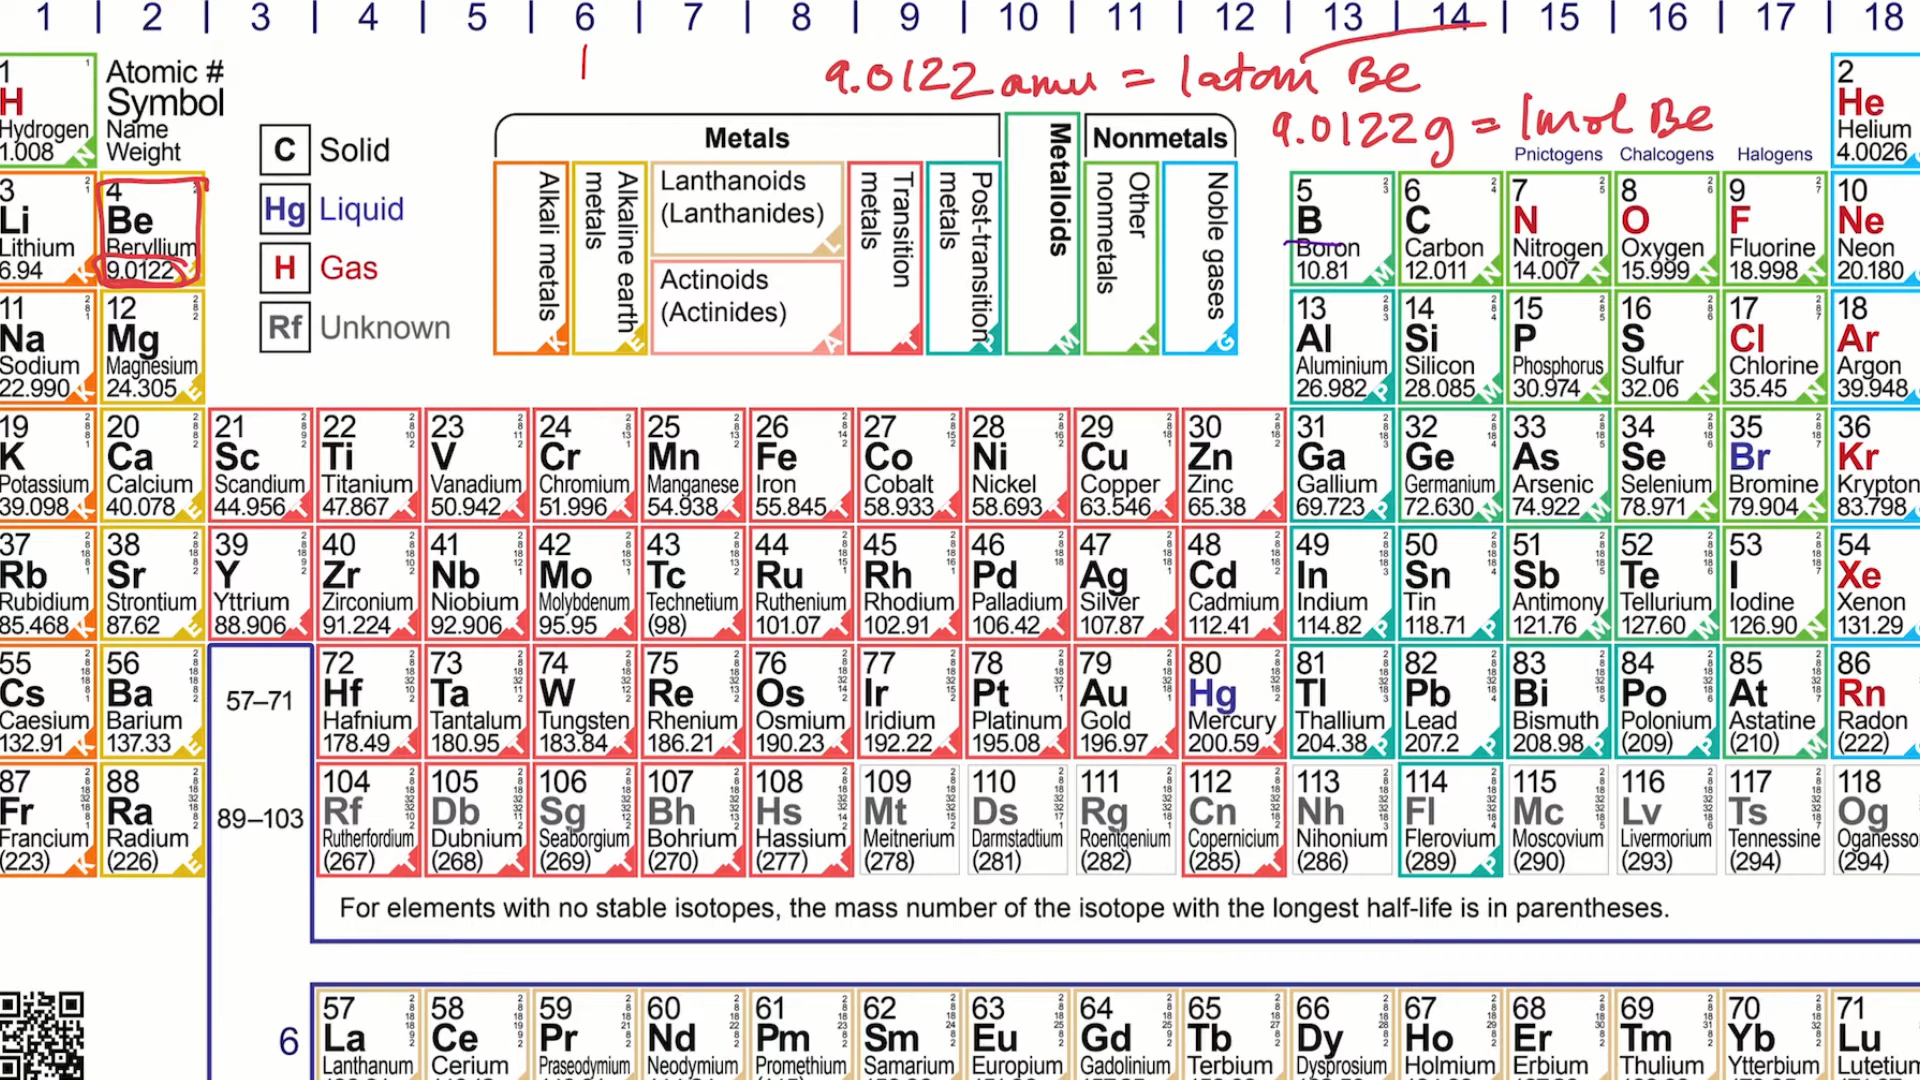 1 2 3 4 5 6 7 8 9 10 11 12 13 14 15 16 17 18
9.0122 amu = 1 atom Be
9.0122 g = 1 mol Be
1 H Hydrogen 1.008 N
Atomic #
Symbol
Name
Weight
C Solid
Hg Liquid
H Gas
Rf Unknown
Metals
Alkali metals K
Alkaline earth metals E
Lanthanoids (Lanthanides) L
Actinoids (Actinides) A
Transition metals T
Post-transition metals P
Metalloids M
Nonmetals
Other nonmetals N
Noble gases G
Pnictogens Chalcogens Halogens
2 He Helium 4.0026
3 Li Lithium 6.94 K
4 Be Beryllium 9.0122
5 B Boron 10.81 M
6 C Carbon 12.011 N
7 N Nitrogen 14.007 N
8 O Oxygen 15.999 N
9 F Fluorine 18.998 N
10 Ne Neon 20.180
11 Na Sodium 22.990 K
12 Mg Magnesium 24.305 E
13 Al Aluminium 26.982 P
14 Si Silicon 28.085 M
15 P Phosphorus 30.974 N
16 S Sulfur 32.06 N
17 Cl Chlorine 35.45 N
18 Ar Argon 39.948
19 K Potassium 39.098 K
20 Ca Calcium 40.078 E
21 Sc Scandium 44.956 T
22 Ti Titanium 47.867 T
23 V Vanadium 50.942 T
24 Cr Chromium 51.996 T
25 Mn Manganese 54.938 T
26 Fe Iron 55.845 T
27 Co Cobalt 58.933 T
28 Ni Nickel 58.693 T
29 Cu Copper 63.546 T
30 Zn Zinc 65.38 T
31 Ga Gallium 69.723 P
32 Ge Germanium 72.630 M
33 As Arsenic 74.922 M
34 Se Selenium 78.971 N
35 Br Bromine 79.904 N
36 Kr Krypton 83.798
37 Rb Rubidium 85.468 K
38 Sr Strontium 87.62 E
39 Y Yttrium 88.906 T
40 Zr Zirconium 91.224 T
41 Nb Niobium 92.906 T
42 Mo Molybdenum 95.95 T
43 Tc Technetium (98) T
44 Ru Ruthenium 101.07 T
45 Rh Rhodium 102.91 T
46 Pd Palladium 106.42 T
47 Ag Silver 107.87 T
48 Cd Cadmium 112.41 T
49 In Indium 114.82 P
50 Sn Tin 118.71 P
51 Sb Antimony 121.76 M
52 Te Tellurium 127.60 M
53 I Iodine 126.90 N
54 Xe Xenon 131.29
55 Cs Caesium 132.91 K
56 Ba Barium 137.33 E
57–71
72 Hf Hafnium 178.49 T
73 Ta Tantalum 180.95 T
74 W Tungsten 183.84 T
75 Re Rhenium 186.21 T
76 Os Osmium 190.23 T
77 Ir Iridium 192.22 T
78 Pt Platinum 195.08 T
79 Au Gold 196.97 T
80 Hg Mercury 200.59 T
81 Tl Thallium 204.38 P
82 Pb Lead 207.2 P
83 Bi Bismuth 208.98 P
84 Po Polonium (209) P
85 At Astatine (210) M
86 Rn Radon (222)
87 Fr Francium (223) K
88 Ra Radium (226) E
89–103
104 Rf Rutherfordium (267) T
105 Db Dubnium (268) T
106 Sg Seaborgium (269) T
107 Bh Bohrium (270) T
108 Hs Hassium (277) T
109 Mt Meitnerium (278)
110 Ds Darmstadtium (281)
111 Rg Roentgenium (282)
112 Cn Copernicium (285) T
113 Nh Nihonium (286)
114 Fl Flerovium (289) P
115 Mc Moscovium (290)
116 Lv Livermorium (293)
117 Ts Tennessine (294)
118 Og Oganesso (294)
For elements with no stable isotopes, the mass number of the isotope with the longest half-life is in parentheses.
6
57 La Lanthanum
58 Ce Cerium
59 Pr Praseodymium
60 Nd Neodymium
61 Pm Promethium
62 Sm Samarium
63 Eu Europium
64 Gd Gadolinium
65 Tb Terbium
66 Dy Dysprosium
67 Ho Holmium
68 Er Erbium
69 Tm Thulium
70 Yb Ytterbium
71 Lu Lutetiun